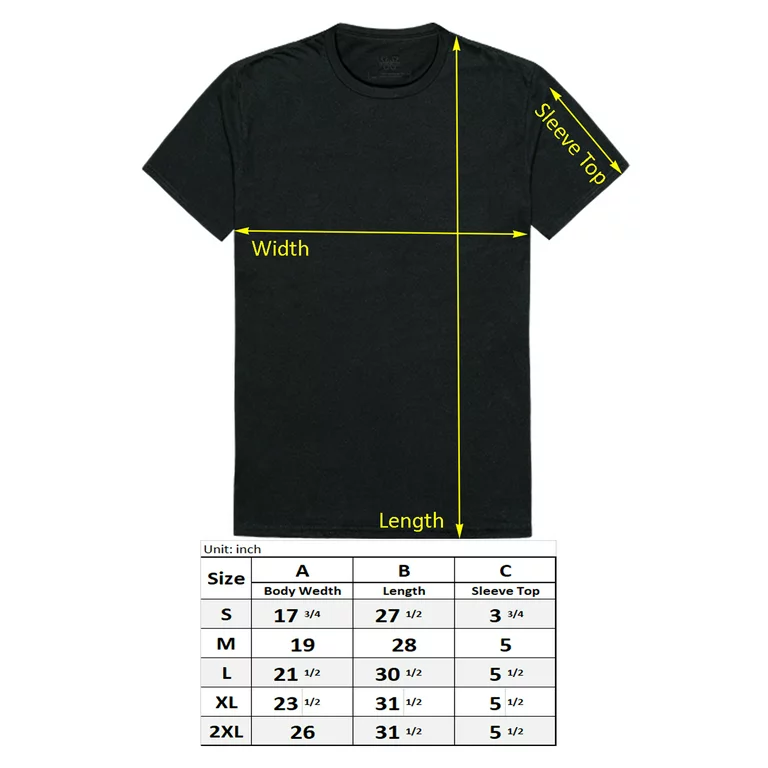 Sleeve Top
Width
Length
Unit: inch
Size A B C
Body Wedth Length Sleeve Top
S 17 3/4 27 1/2 3 3/4
M 19 28 5
L 21 1/2 30 1/2 5 1/2
XL 23 1/2 31 1/2 5 1/2
2XL 26 31 1/2 5 1/2